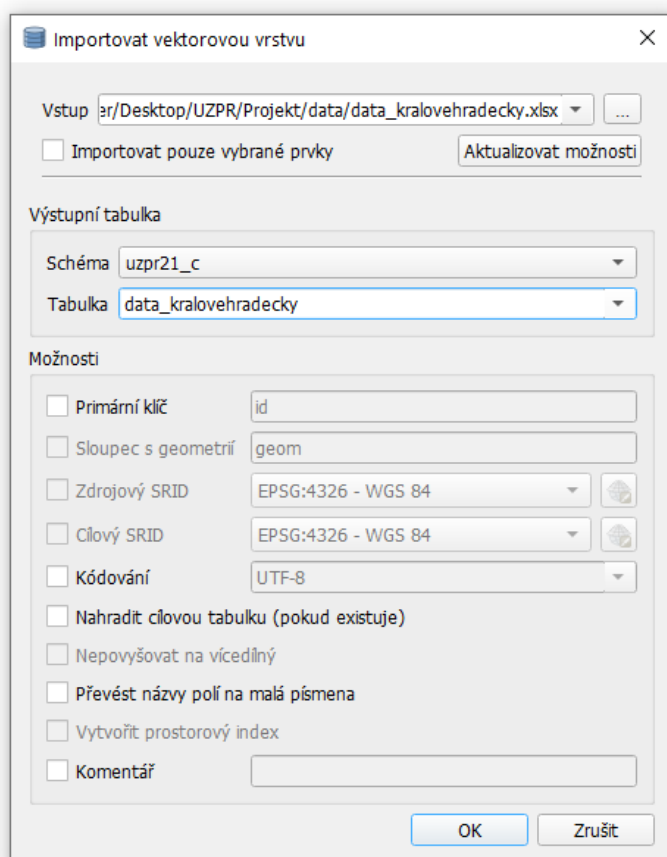 Importovat vektorovou vrstvu
Vstup er/Desktop/UZPR/Projekt/data/data_kralovehradecky.xlsx ...
Importovat pouze vybrané prvky Aktualizovat možnosti
Výstupní tabulka
Schéma uzpr21_c
Tabulka data_kralovehradecky
Možnosti
Primární klíč id
Sloupec s geometrií geom
Zdrojový SRID EPSG:4326 - WGS 84
Cílový SRID EPSG:4326 - WGS 84
Kódování UTF-8
Nahradit cílovou tabulku (pokud existuje)
Nepovyšovat na vícedílný
Převést názvy polí na malá písmena
Vytvořit prostorový index
Komentář
OK Zrušit